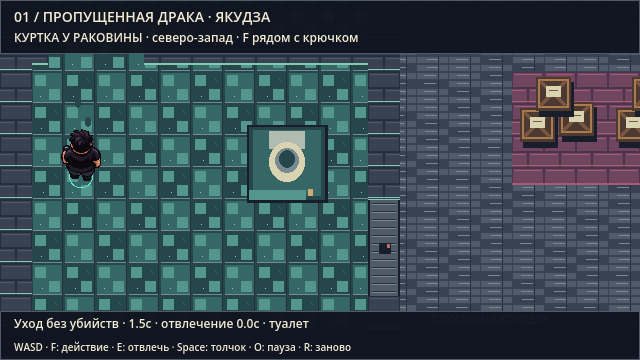 01 / ПРОПУЩЕННАЯ ДРАКА · ЯКУДЗА
КУРТКА У РАКОВИНЫ · северо-запад · F рядом с крючком
Уход без убийств · 1.5с · отвлечение 0.0с · туалет
WASD · F: действие · E: отвлечь · Space: толчок · O: пауза · R: заново